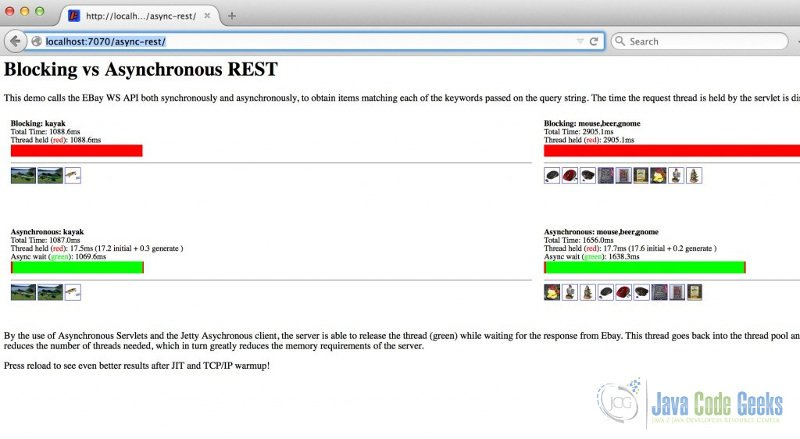 http://localh.../async-rest/
localhost:7070/async-rest/
Search
Blocking vs Asynchronous REST
This demo calls the EBay WS API both synchronously and asynchronously, to obtain items matching each of the keywords passed on the query string. The time the request thread is held by the servlet is dis
Blocking: kayak
Total Time: 1088.6ms
Thread held (red): 1088.6ms
Blocking: mouse,beer,gnome
Total Time: 2905.1ms
Thread held (red): 2905.1ms
Asynchronous: kayak
Total Time: 1087.0ms
Thread held (red): 17.5ms (17.2 initial + 0.3 generate )
Async wait (green): 1069.6ms
Asynchronous: mouse,beer,gnome
Total Time: 1656.0ms
Thread held (red): 17.7ms (17.6 initial + 0.2 generate )
Async wait (green): 1638.3ms
By the use of Asynchronous Servlets and the Jetty Asychronous client, the server is able to release the thread (green) while waiting for the response from Ebay. This thread goes back into the thread pool an
reduces the number of threads needed, which in turn greatly reduces the memory requirements of the server.
Press reload to see even better results after JIT and TCP/IP warmup!
JCG
Java Code Geeks
Java 2 Java Developers Resource Center